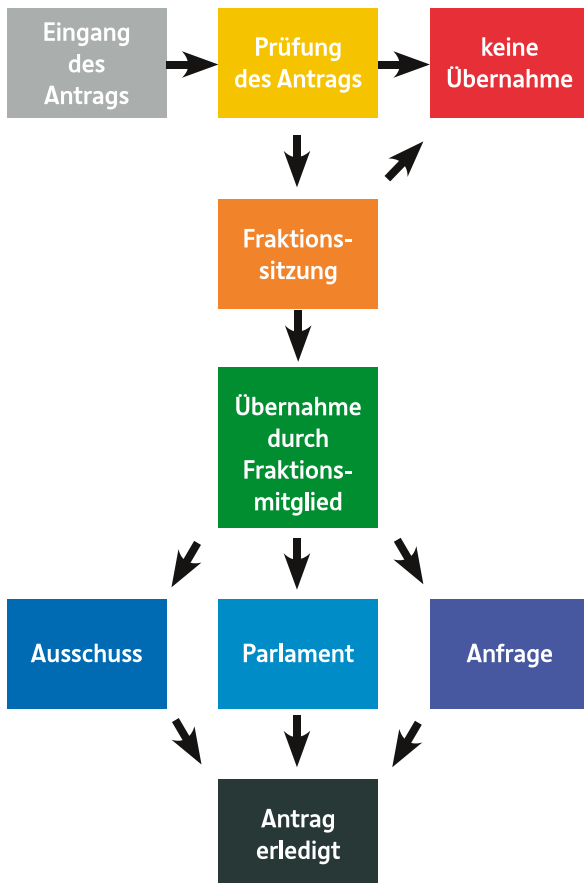 Eingang
des
Antrags
Prüfung
des Antrags
keine
Übernahme
Fraktions-
sitzung
Übernahme
durch
Fraktions-
mitglied
Ausschuss
Parlament
Anfrage
Antrag
erledigt